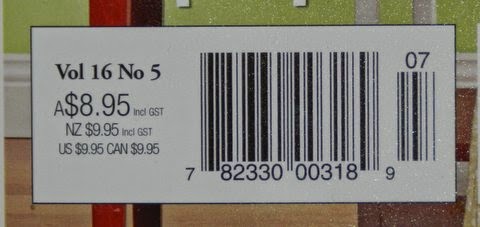 Vol 16 No 5
A$8.95 Incl GST
NZ $9.95 Incl GST
US $9.95 CAN $9.95
07
7 82330 00318 9